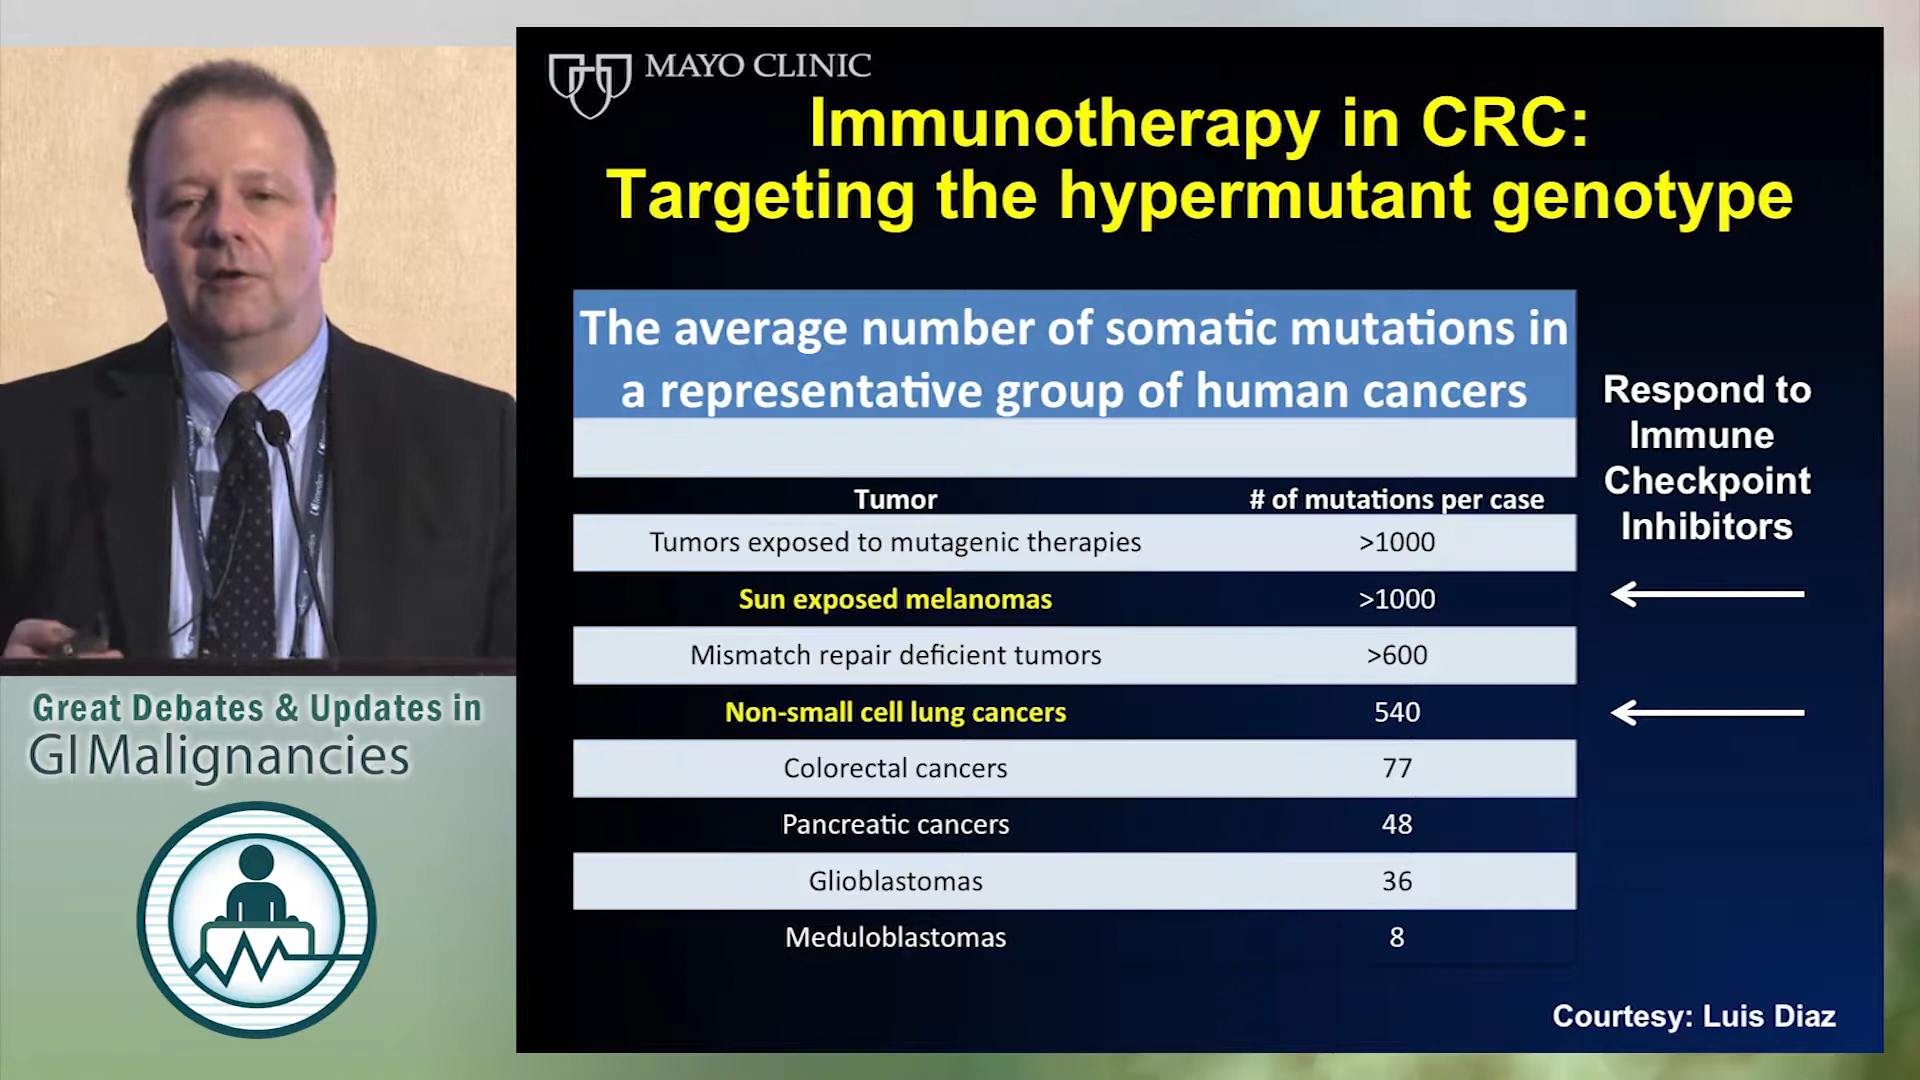 MAYO CLINIC
Immunotherapy in CRC:
Targeting the hypermutant genotype
The average number of somatic mutations in
a representative group of human cancers
Tumor # of mutations per case
Tumors exposed to mutagenic therapies >1000
Sun exposed melanomas >1000
Mismatch repair deficient tumors >600
Non-small cell lung cancers 540
Colorectal cancers 77
Pancreatic cancers 48
Glioblastomas 36
Meduloblastomas 8
Respond to
Immune
Checkpoint
Inhibitors
Courtesy: Luis Diaz
Great Debates & Updates in
GI Malignancies